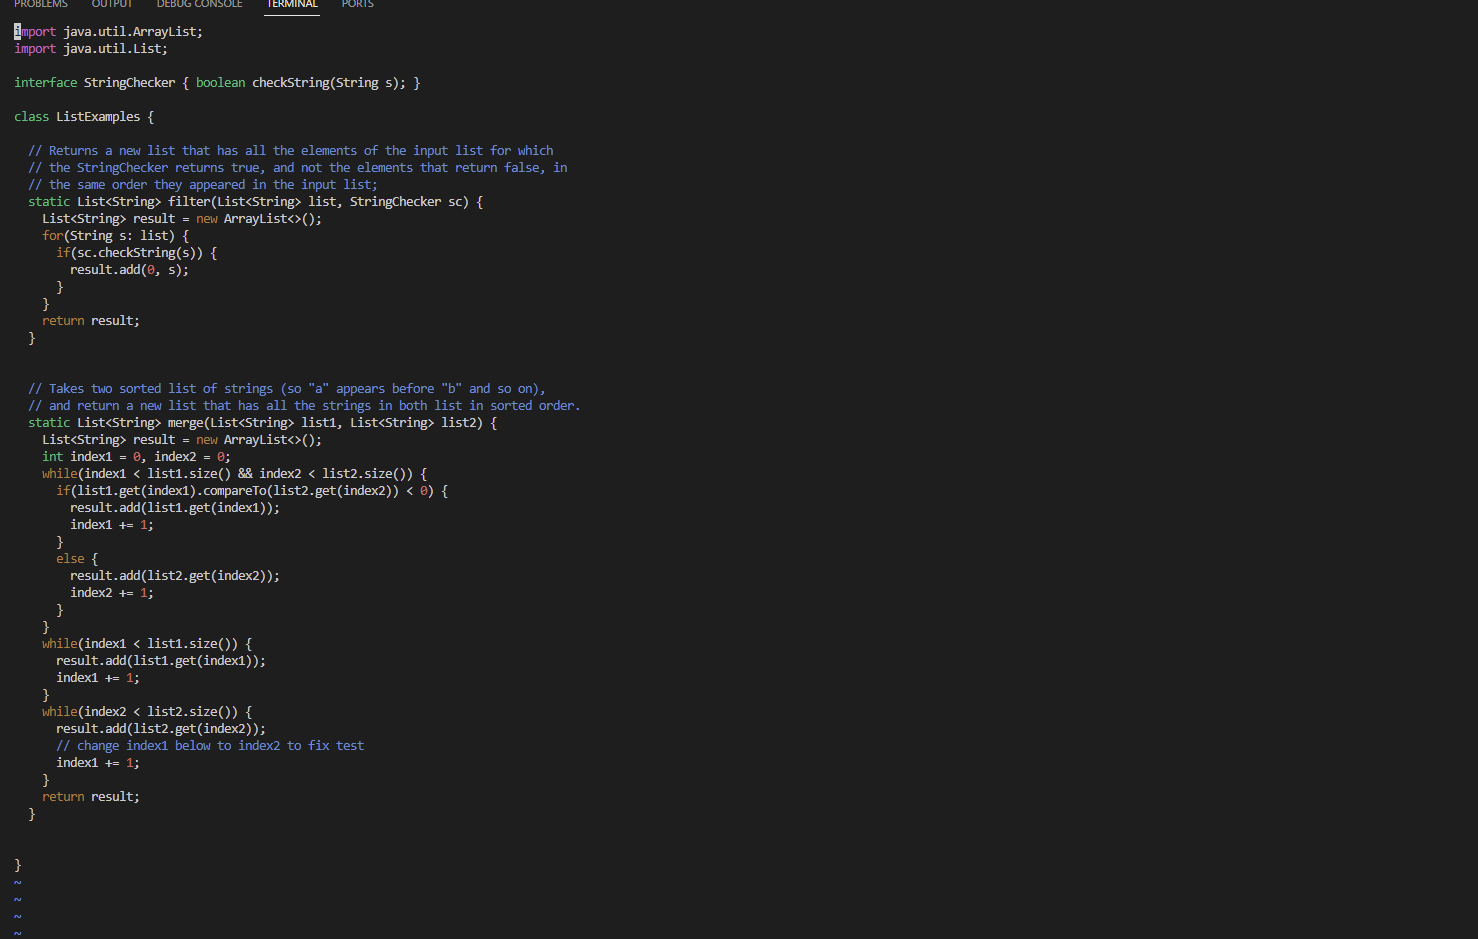 PROBLEMS OUTPUT DEBUG CONSOLE TERMINAL PORTS
import java.util.ArrayList;
import java.util.List;

interface StringChecker { boolean checkString(String s); }

class ListExamples {

  // Returns a new list that has all the elements of the input list for which
  // the StringChecker returns true, and not the elements that return false, in
  // the same order they appeared in the input list;
  static List<String> filter(List<String> list, StringChecker sc) {
    List<String> result = new ArrayList<>();
    for(String s: list) {
      if(sc.checkString(s)) {
        result.add(0, s);
      }
    }
    return result;
  }


  // Takes two sorted list of strings (so "a" appears before "b" and so on),
  // and return a new list that has all the strings in both list in sorted order.
  static List<String> merge(List<String> list1, List<String> list2) {
    List<String> result = new ArrayList<>();
    int index1 = 0, index2 = 0;
    while(index1 < list1.size() && index2 < list2.size()) {
      if(list1.get(index1).compareTo(list2.get(index2)) < 0) {
        result.add(list1.get(index1));
        index1 += 1;
      }
      else {
        result.add(list2.get(index2));
        index2 += 1;
      }
    }
    while(index1 < list1.size()) {
      result.add(list1.get(index1));
      index1 += 1;
    }
    while(index2 < list2.size()) {
      result.add(list2.get(index2));
      // change index1 below to index2 to fix test
      index1 += 1;
    }
    return result;
  }


}
~
~
~
~